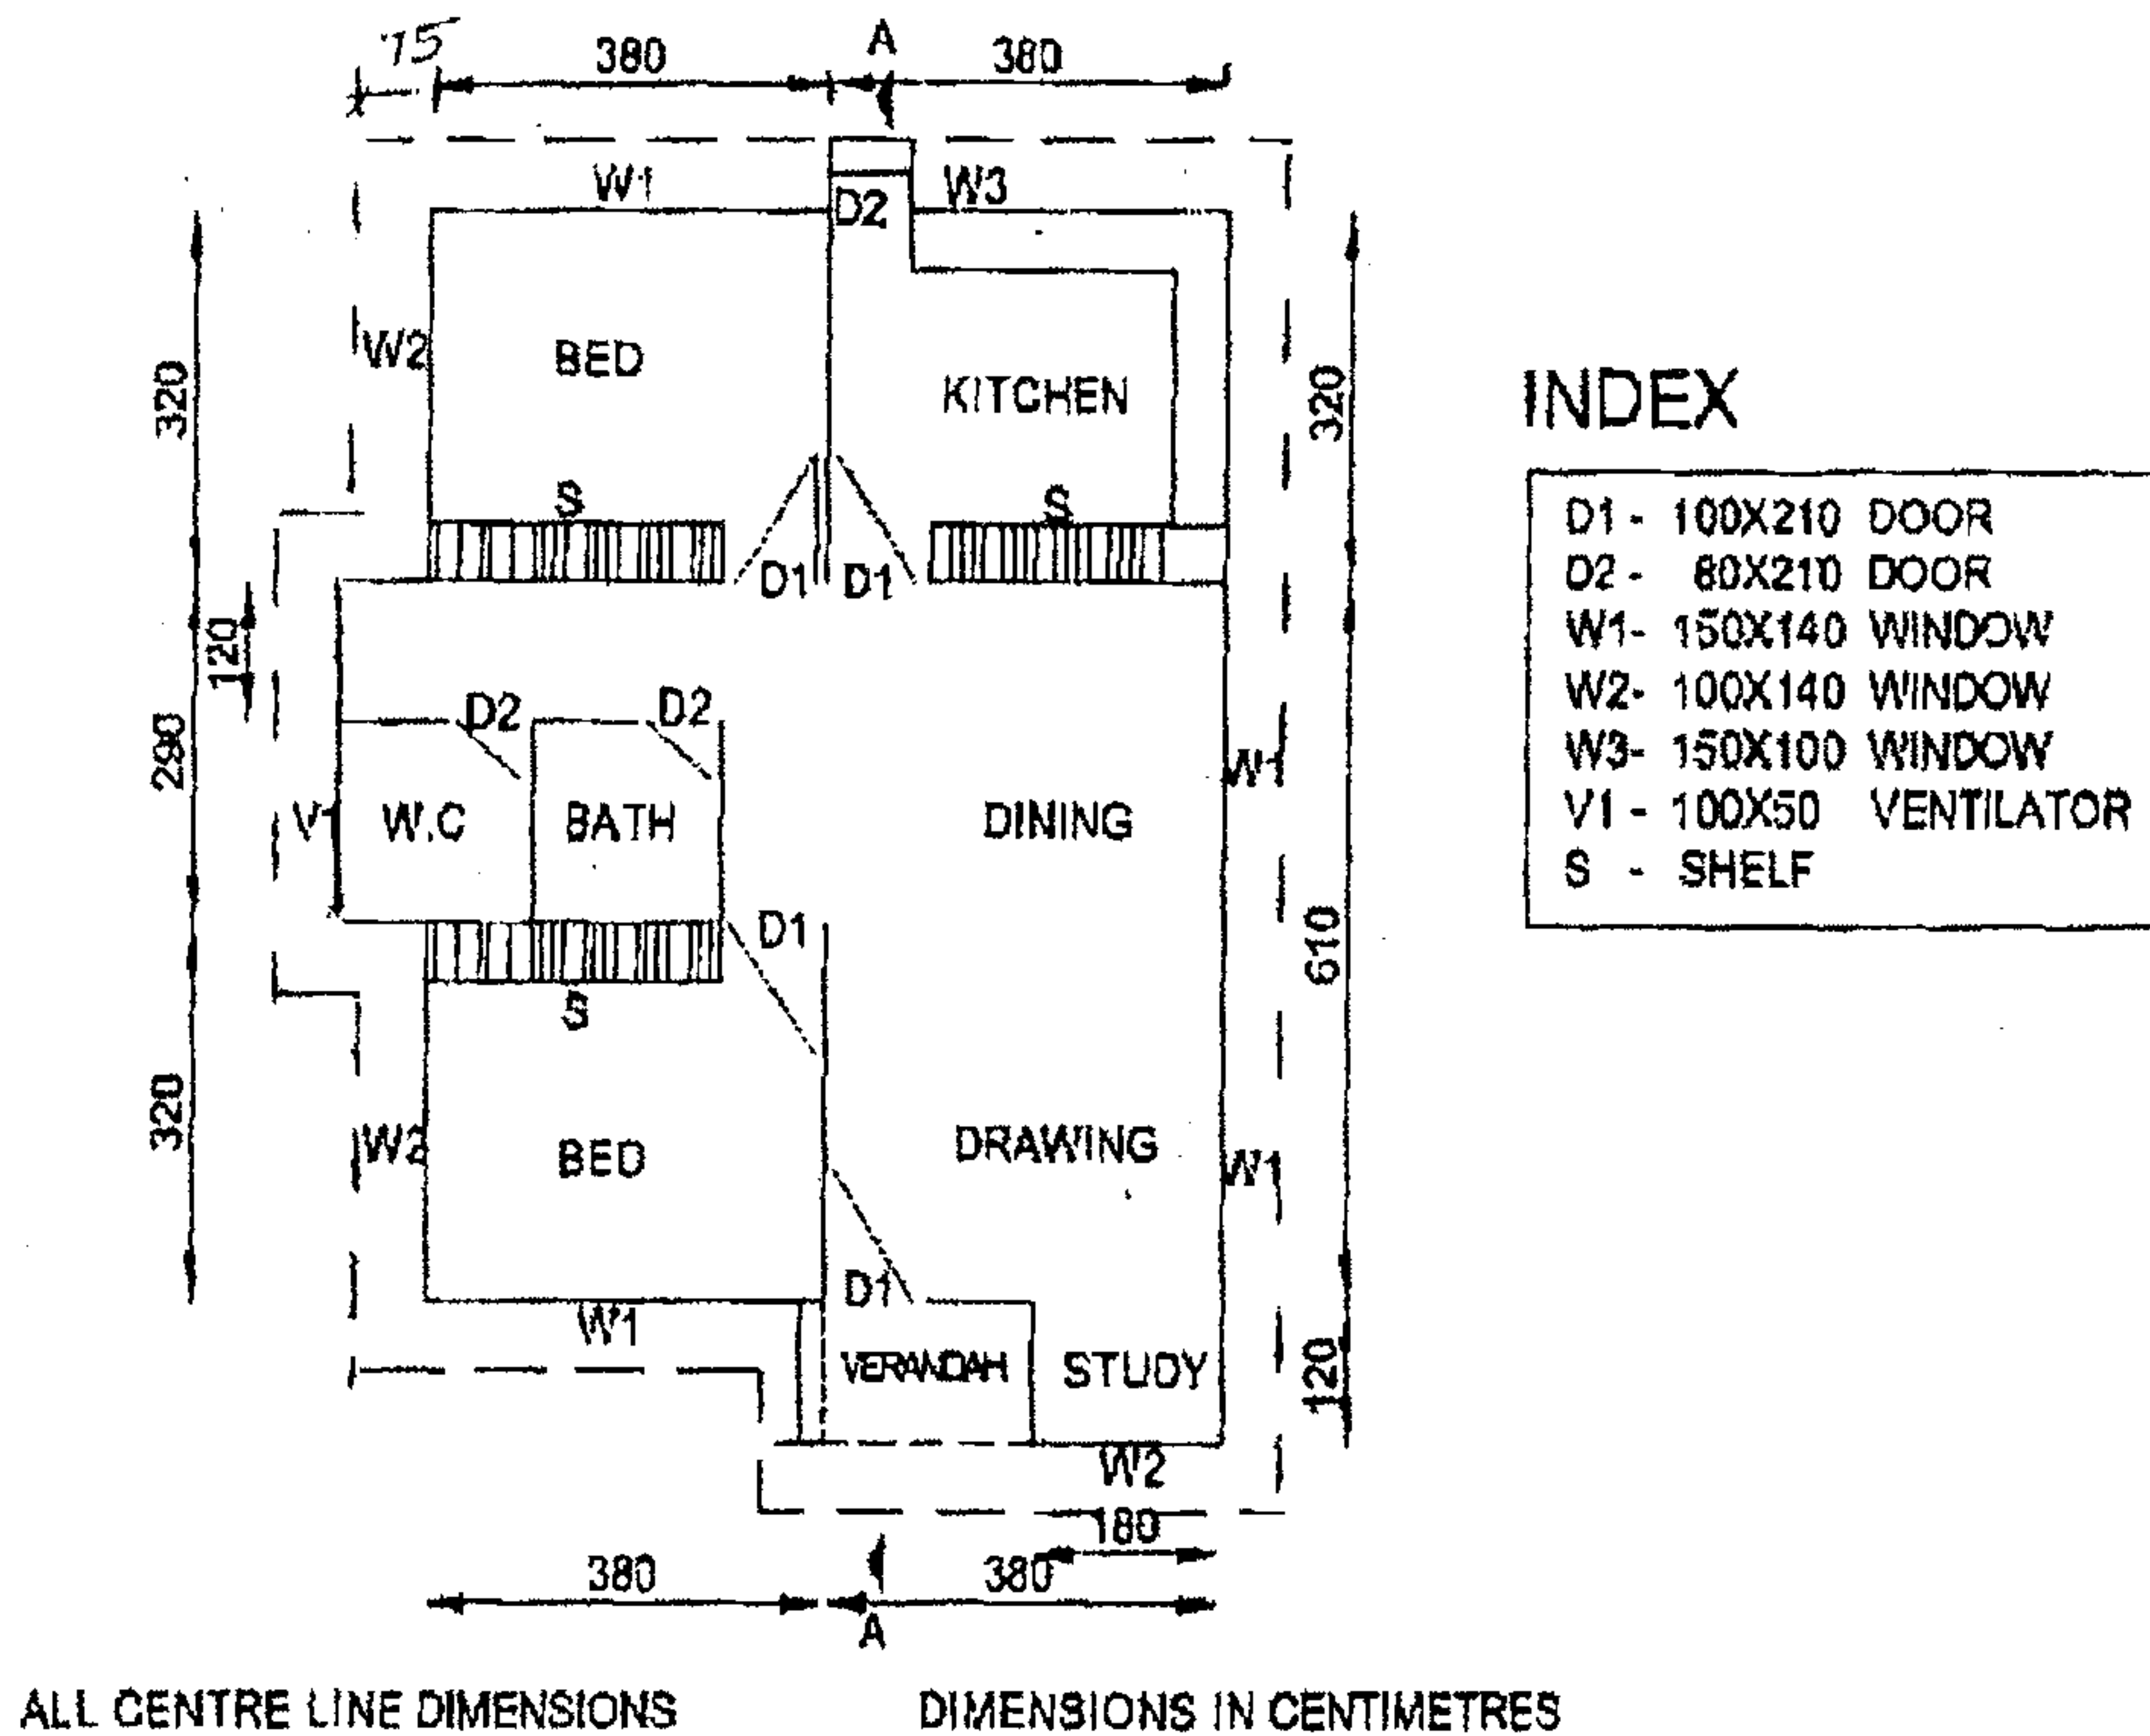 75
380 A 380
W1 D2 W3
320
W2 BED
KITCHEN
320
S S
D1 D1
120
D2 D2
290
V1 W.C BATH DINING W1
D1
610
S
320
W2 BED DRAWING W1
D1
W1
VERANDAH STUDY
120
W2
180
380 380
A
INDEX
D1 - 100X210 DOOR
D2 - 80X210 DOOR
W1- 150X140 WINDOW
W2- 100X140 WINDOW
W3- 150X100 WINDOW
V1 - 100X50 VENTILATOR
S - SHELF
ALL CENTRE LINE DIMENSIONS DIMENSIONS IN CENTIMETRES